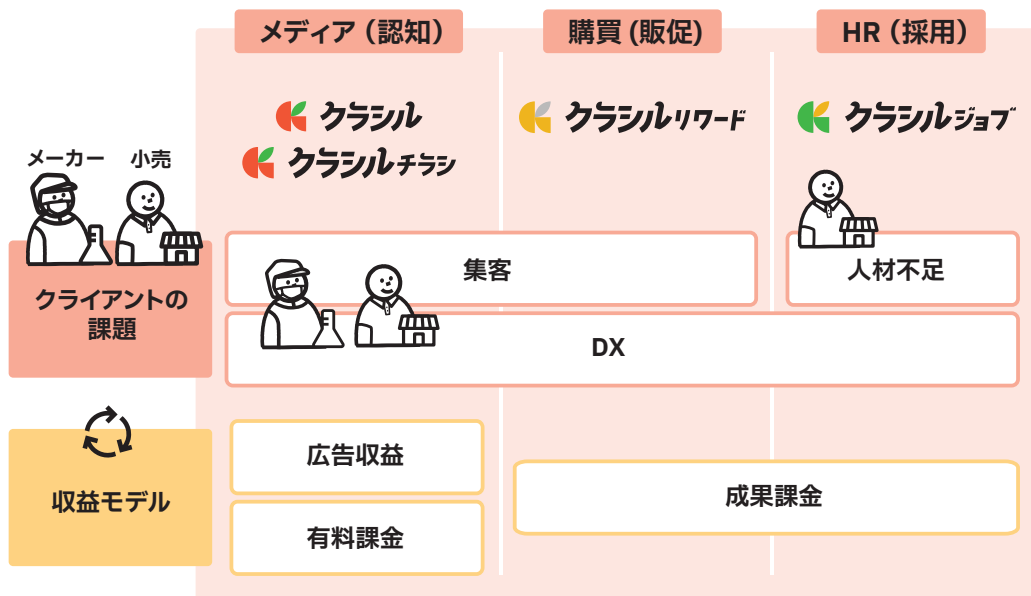 メディア（認知）
購買（販促）
HR（採用）
クラシル
クラシルチラシ
クラシルリワード
クラシルジョブ
メーカー
小売
クライアントの
課題
集客
人材不足
DX
収益モデル
広告収益
有料課金
成果課金